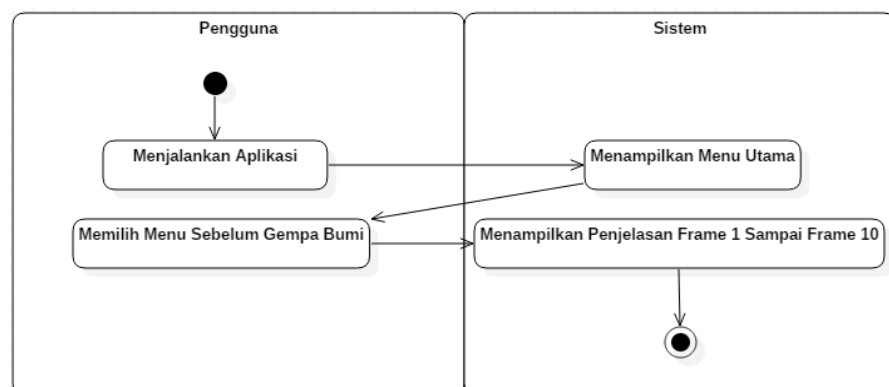 Pengguna
Sistem
Menjalankan Aplikasi
Menampilkan Menu Utama
Memilih Menu Sebelum Gempa Bumi
Menampilkan Penjelasan Frame 1 Sampai Frame 10